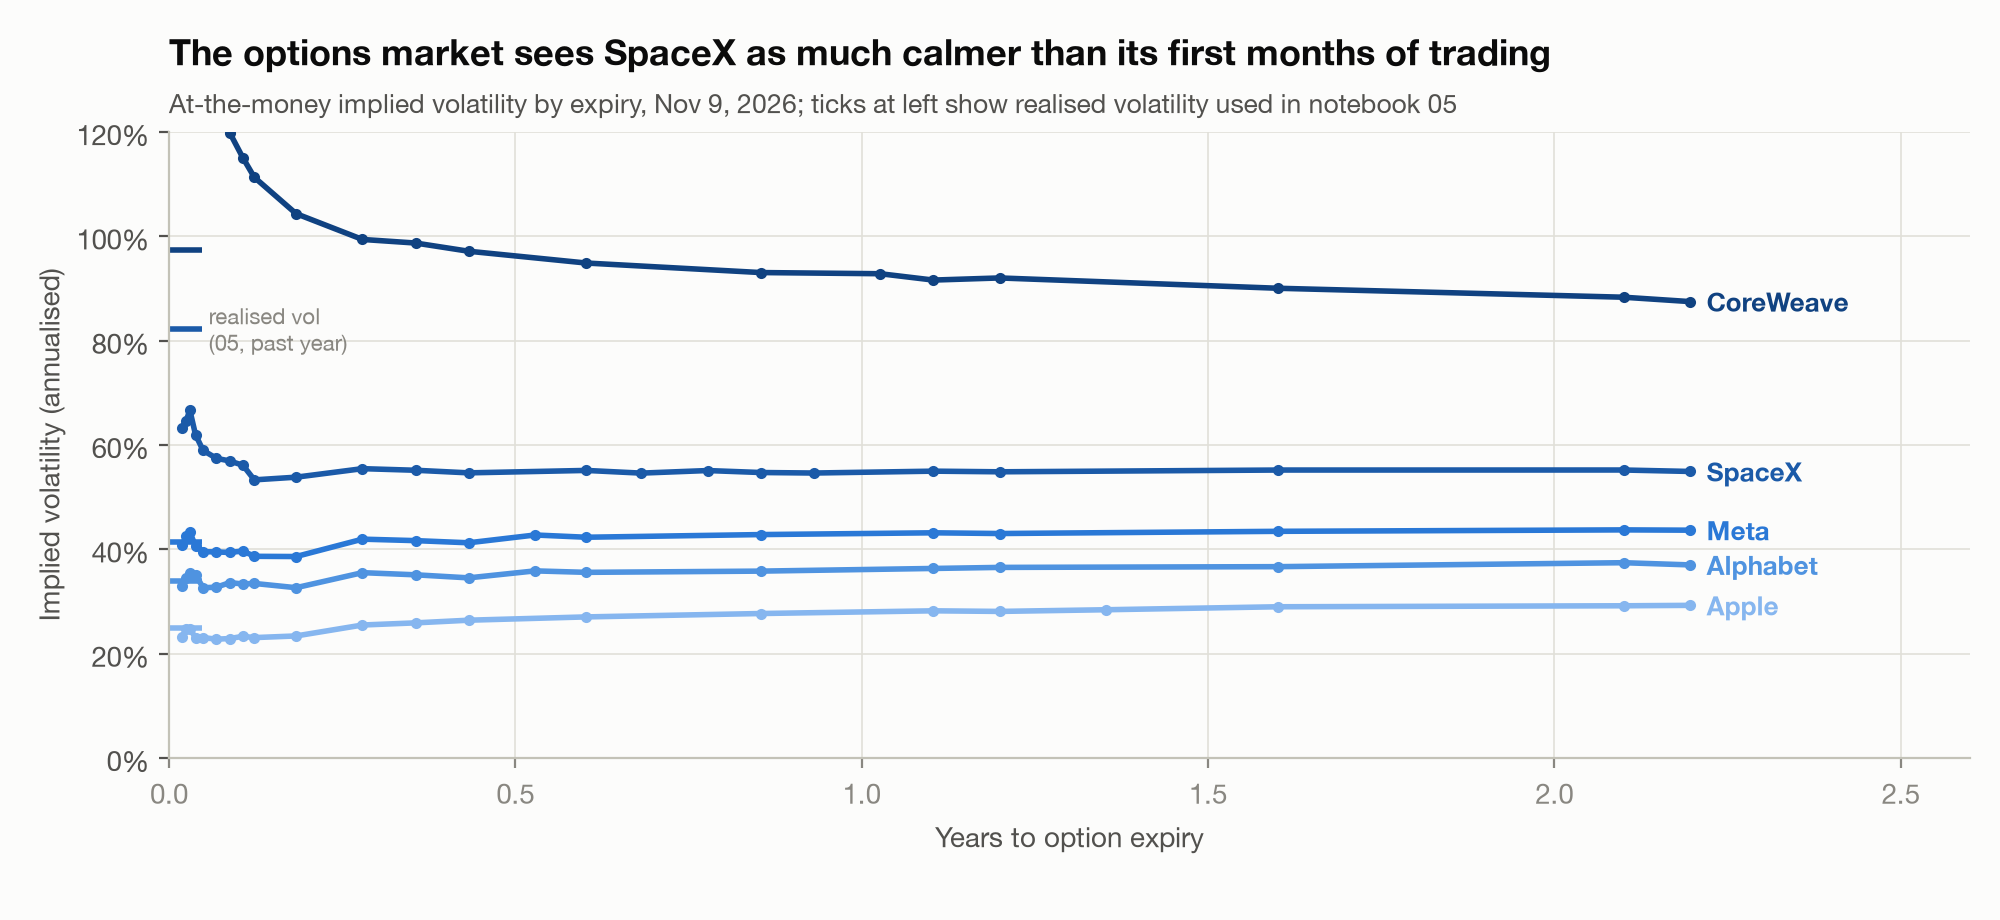 The options market sees SpaceX as much calmer than its first months of trading
At-the-money implied volatility by expiry, Nov 9, 2026; ticks at left show realised volatility used in notebook 05
Implied volatility (annualised)
120%
100%
80%
60%
40%
20%
0%
realised vol
(05, past year)
CoreWeave
SpaceX
Meta
Alphabet
Apple
0.0 0.5 1.0 1.5 2.0 2.5
Years to option expiry